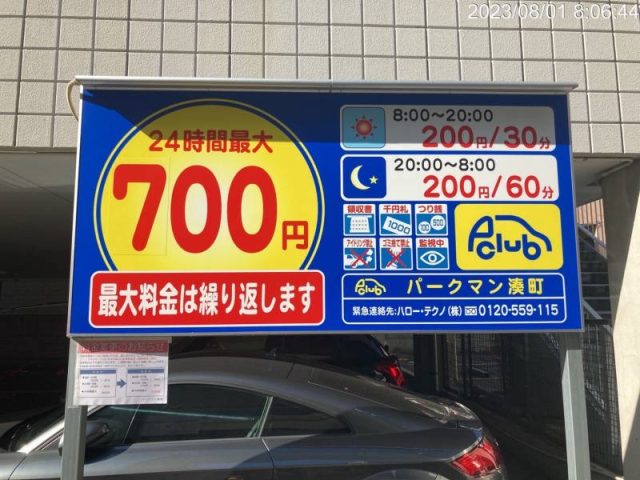 2023/08/01 8:06:44
24時間最大
700円
最大料金は繰り返します
8:00〜20:00
200円/30分
20:00〜8:00
200円/60分
領収書 千円札 つり銭
1000 100 500
アイドリング禁止 ゴミ捨て禁止 監視中
P club
パークマン湊町
緊急連絡先:ハロー・テクノ(株) 0120-559-115